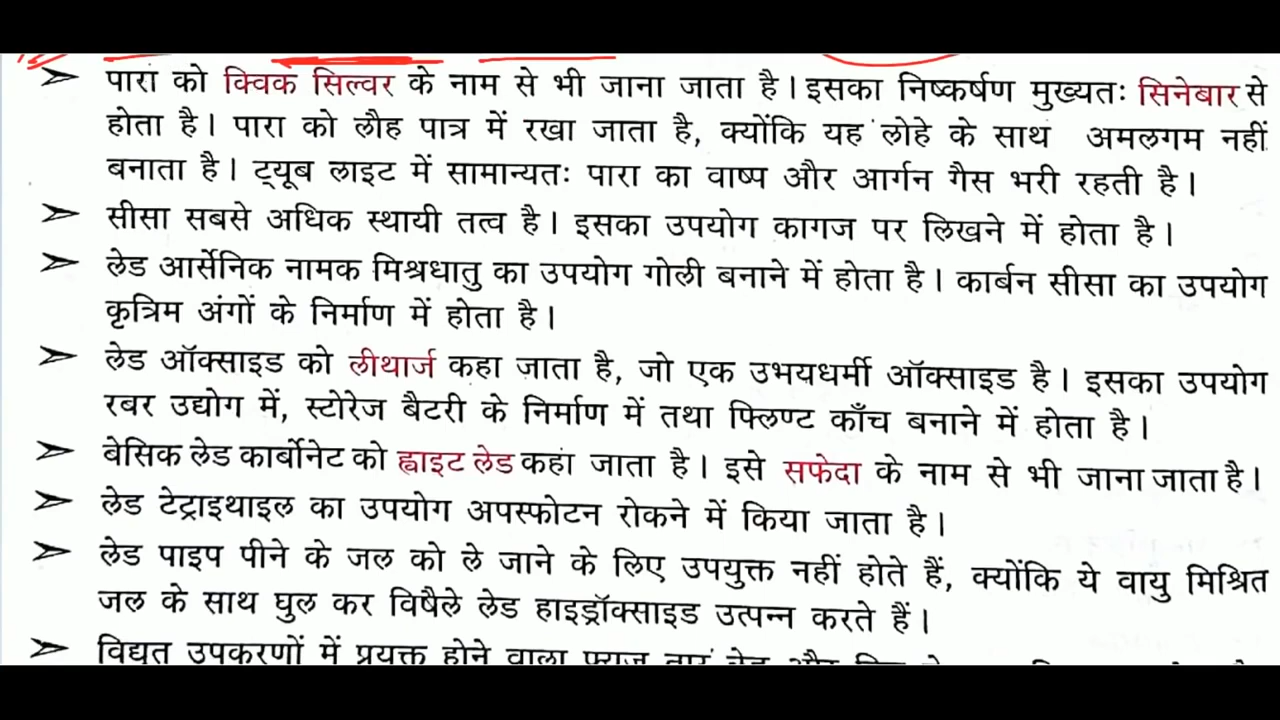 ➢ पारा को क्विक सिल्वर के नाम से भी जाना जाता है। इसका निष्कर्षण मुख्यतः सिनेबार से
होता है। पारा को लौह पात्र में रखा जाता है, क्योंकि यह लोहे के साथ अमलगम नहीं
बनाता है। ट्यूब लाइट में सामान्यतः पारा का वाष्प और आर्गन गैस भरी रहती है।
➢ सीसा सबसे अधिक स्थायी तत्व है। इसका उपयोग कागज पर लिखने में होता है।
➢ लेड आर्सेनिक नामक मिश्रधातु का उपयोग गोली बनाने में होता है। कार्बन सीसा का उपयोग
कृत्रिम अंगों के निर्माण में होता है।
➢ लेड ऑक्साइड को लीथार्ज कहा जाता है, जो एक उभयधर्मी ऑक्साइड है। इसका उपयोग
रबर उद्योग में, स्टोरेज बैटरी के निर्माण में तथा फ्लिण्ट काँच बनाने में होता है।
➢ बेसिक लेड कार्बोनेट को ह्वाइट लेड कहा जाता है। इसे सफेदा के नाम से भी जाना जाता है।
➢ लेड टेट्राइथाइल का उपयोग अपस्फोटन रोकने में किया जाता है।
➢ लेड पाइप पीने के जल को ले जाने के लिए उपयुक्त नहीं होते हैं, क्योंकि ये वायु मिश्रित
जल के साथ घुल कर विषैले लेड हाइड्रॉक्साइड उत्पन्न करते हैं।
➢ विद्युत उपकरणों में प्रयुक्त होने वाला फ्यूज तार लेड और